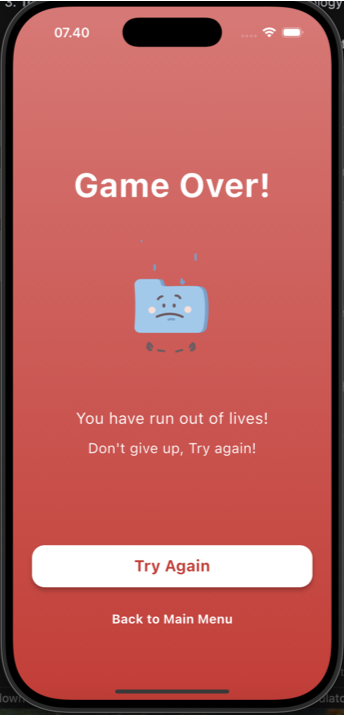 07.40
Game Over!
You have run out of lives!
Don't give up, Try again!
Try Again
Back to Main Menu